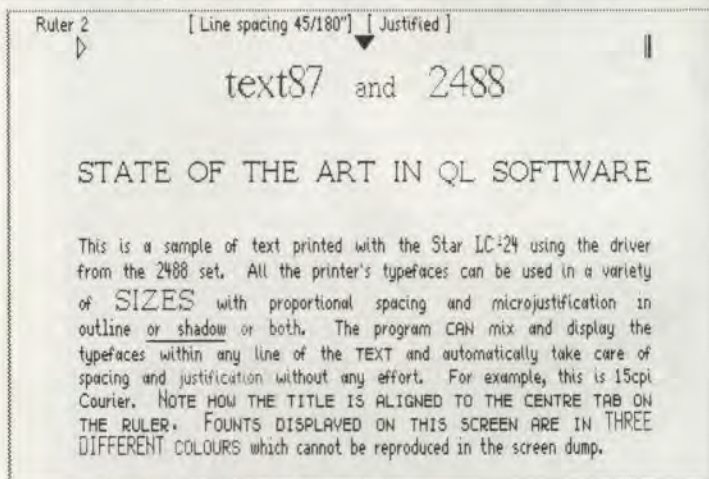 Ruler 2 [ Line spacing 45/180"] [ Justified ]
text87 and 2488
STATE OF THE ART IN QL SOFTWARE
This is a sample of text printed with the Star LC-24 using the driver
from the 2488 set. All the printer's typefaces can be used in a variety
of SIZES with proportional spacing and microjustification in
outline or shadow or both. The program CAN mix and display the
typefaces within any line of the TEXT and automatically take care of
spacing and justification without any effort. For example, this is 15cpi
Courier. NOTE HOW THE TITLE IS ALIGNED TO THE CENTRE TAB ON
THE RULER. FOUNTS DISPLAYED ON THIS SCREEN ARE IN THREE
DIFFERENT COLOURS which cannot be reproduced in the screen dump.